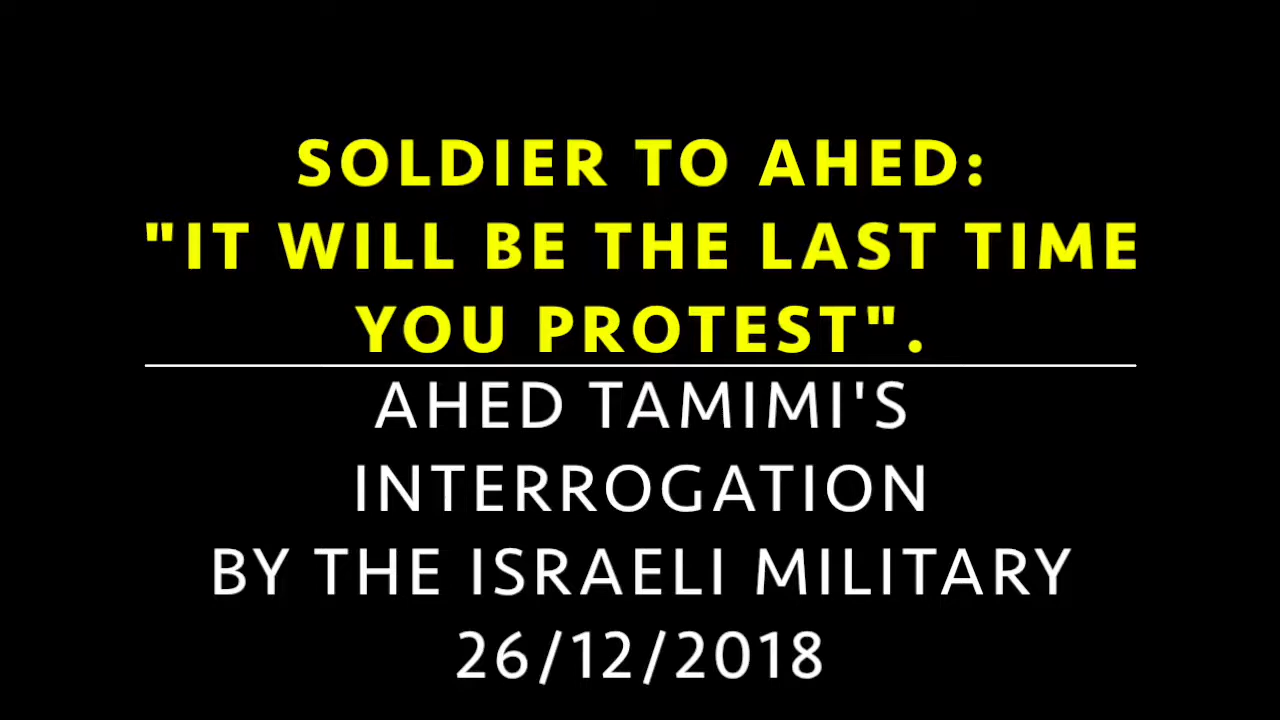 SOLDIER TO AHED:
"IT WILL BE THE LAST TIME
YOU PROTEST".
AHED TAMIMI'S
INTERROGATION
BY THE ISRAELI MILITARY
26/12/2018